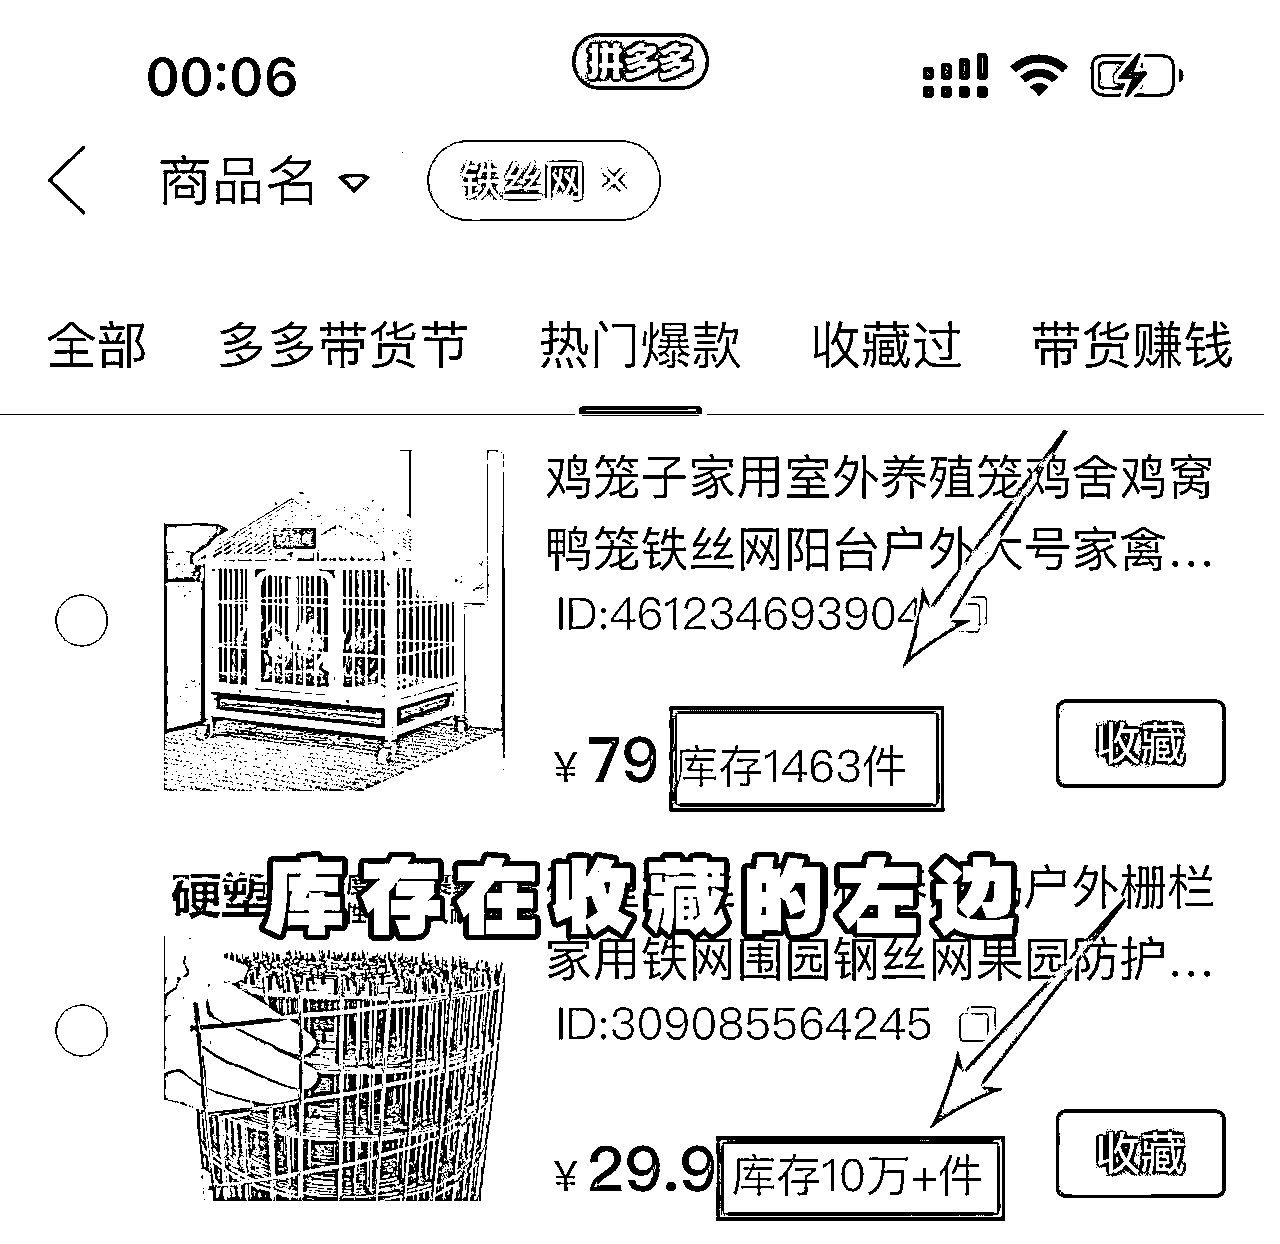 00:06
拼多多
商品名
铁丝网 ×
全部 多多带货节 热门爆款 收藏过 带货赚钱
鸡笼子家用室外养殖笼鸡舍鸡窝
鸭笼铁丝网阳台户外大号家禽...
ID:461234693904
¥79 库存1463件
收藏
库存在收藏的左边
硬塑
户外栅栏
家用铁网围园钢丝网果园防护...
ID:309085564245
¥29.9 库存10万+件
收藏